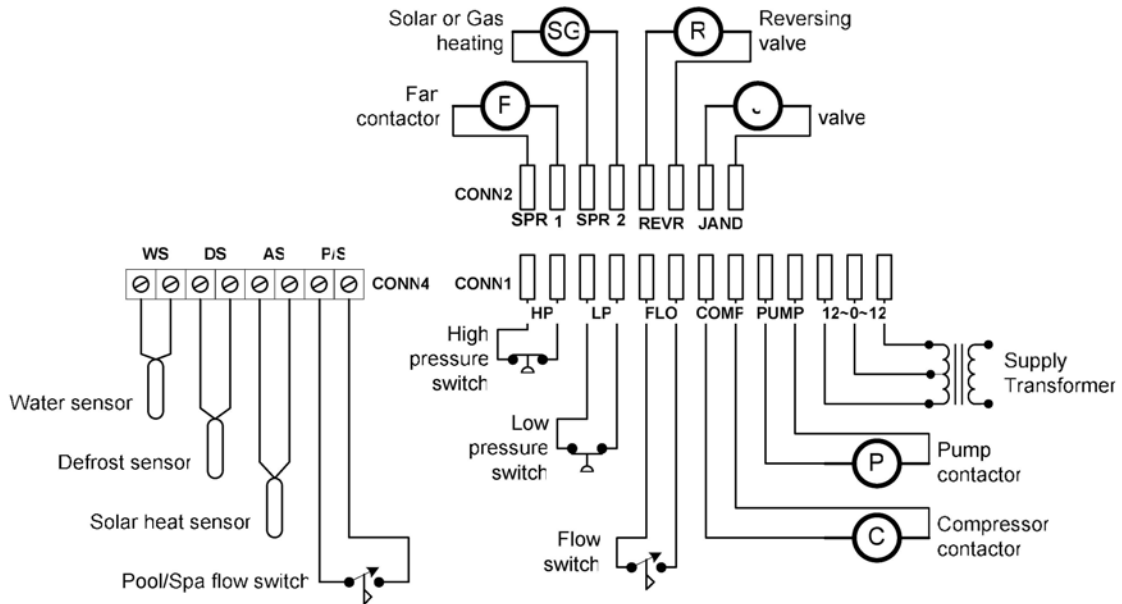 Solar or Gas
heating
SG
R
Reversing
valve
Far
contactor
F
valve
CONN2
SPR 1 SPR 2 REVR JAND
WS DS AS P/S
CONN4
CONN1
HP LP FLO COMP PUMP 12~0~12
High
pressure
switch
Supply
Transformer
Water sensor
Low
pressure
switch
Defrost sensor
P
Pump
contactor
Solar heat sensor
Flow
switch
C
Compressor
contactor
Pool/Spa flow switch